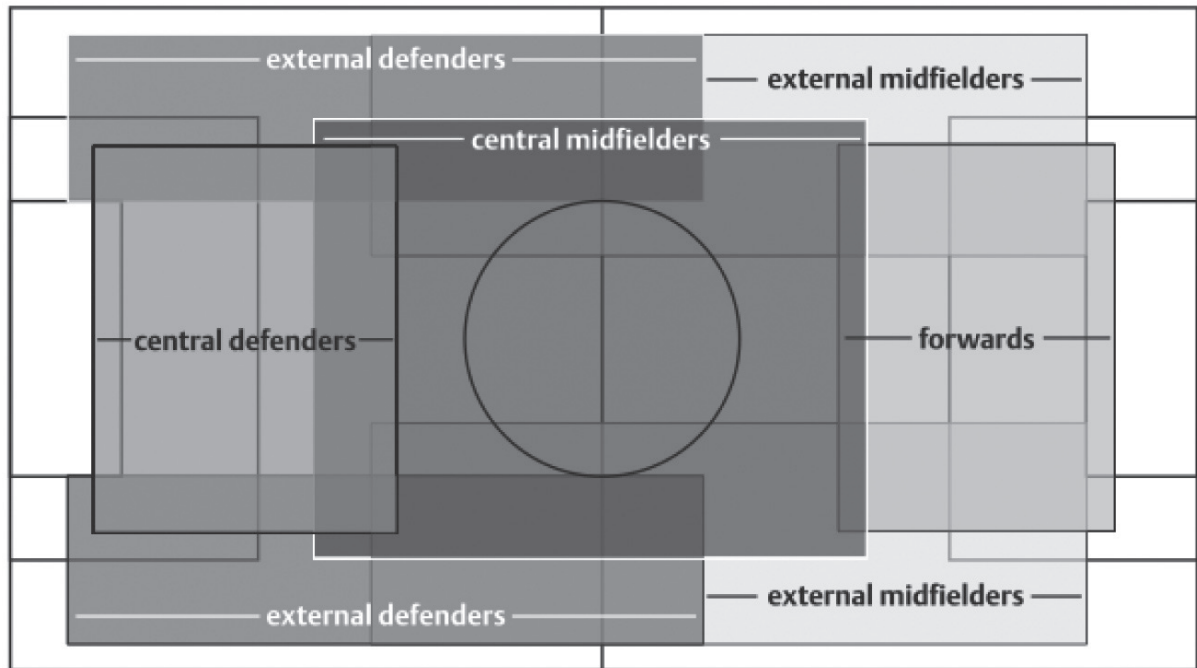 external defenders
external midfielders
central midfielders
central defenders
forwards
external midfielders
external defenders